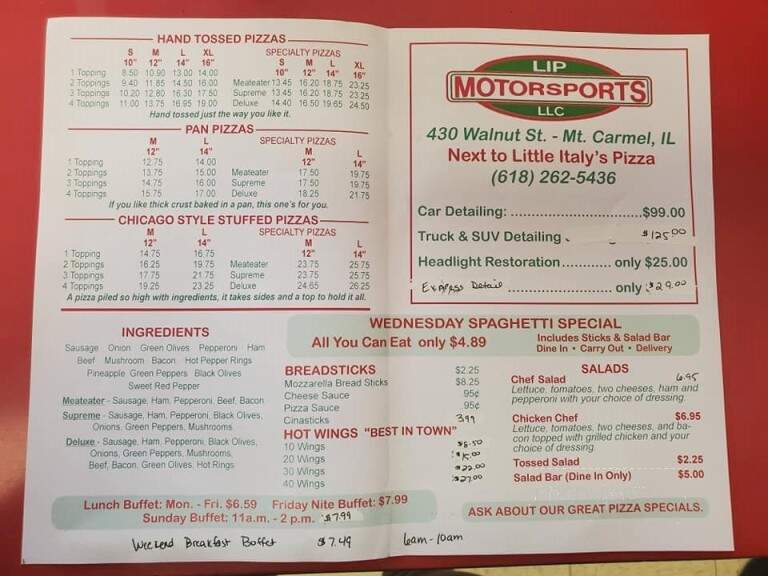 HAND TOSSED PIZZAS
S M L XL SPECIALTY PIZZAS
10" 12" 14" 16" S M L XL
10" 12" 14" 16"
1 Topping 8.50 10.90 13.00 14.00
2 Toppings 9.40 11.85 14.50 16.00 Meateater 13.45 16.20 18.75 23.25
3 Toppings 10.20 12.80 16.30 17.50 Supreme 13.45 16.20 18.75 23.25
4 Toppings 11.00 13.75 16.95 19.00 Deluxe 14.40 16.50 19.65 24.50
Hand tossed just the way you like it.
PAN PIZZAS
M L SPECIALTY PIZZAS
12" 14" M L
12" 14"
1 Topping 12.75 14.00
2 Toppings 13.75 15.00 Meateater 17.50 19.75
3 Toppings 14.75 16.00 Supreme 17.50 19.75
4 Toppings 15.75 17.00 Deluxe 18.25 21.75
If you like thick crust baked in a pan, this one's for you.
CHICAGO STYLE STUFFED PIZZAS
M L SPECIALTY PIZZAS
12" 14" M L
12" 14"
1 Topping 14.75 16.75
2 Toppings 16.25 19.75 Meateater 23.75 25.75
3 Toppings 17.75 21.75 Supreme 23.75 25.75
4 Toppings 19.25 23.25 Deluxe 24.65 26.25
A pizza piled so high with ingredients, it takes sides and a top to hold it all.
INGREDIENTS
Sausage Onion Green Olives Pepperoni Ham
Beef Mushroom Bacon Hot Pepper Rings
Pineapple Green Peppers Black Olives
Sweet Red Pepper
Meateater - Sausage, Ham, Pepperoni, Beef, Bacon
Supreme - Sausage, Ham, Pepperoni, Black Olives,
Onions, Green Peppers, Mushrooms
Deluxe - Sausage, Ham, Pepperoni, Black Olives,
Onions, Green Peppers, Mushrooms,
Beef, Bacon, Green Olives, Hot Rings
Lunch Buffet: Mon. - Fri. $6.59 Friday Nite Buffet: $7.99
Sunday Buffet: 11a.m. - 2 p.m. $7.99
Weekend Breakfast Buffet $7.49 6am-10am
LIP
MOTORSPORTS
LLC
430 Walnut St. - Mt. Carmel, IL
Next to Little Italy's Pizza
(618) 262-5436
Car Detailing: ..............................$99.00
Truck & SUV Detailing $125.00
Headlight Restoration........... only $25.00
Express Detail ........................ only $29.00
WEDNESDAY SPAGHETTI SPECIAL
All You Can Eat only $4.89
Includes Sticks & Salad Bar
Dine In • Carry Out • Delivery
BREADSTICKS $2.25
Mozzarella Bread Sticks $8.25
Cheese Sauce 95¢
Pizza Sauce 95¢
Cinasticks 3.99
HOT WINGS "BEST IN TOWN"
10 Wings $8.50
20 Wings
30 Wings $22.00
40 Wings $27.00
SALADS
Chef Salad 6.95
Lettuce, tomatoes, two cheeses, ham and
pepperoni with your choice of dressing.
Chicken Chef $6.95
Lettuce, tomatoes, two cheeses, and ba-
con topped with grilled chicken and your
choice of dressing.
Tossed Salad $2.25
Salad Bar (Dine In Only) $5.00
ASK ABOUT OUR GREAT PIZZA SPECIALS.